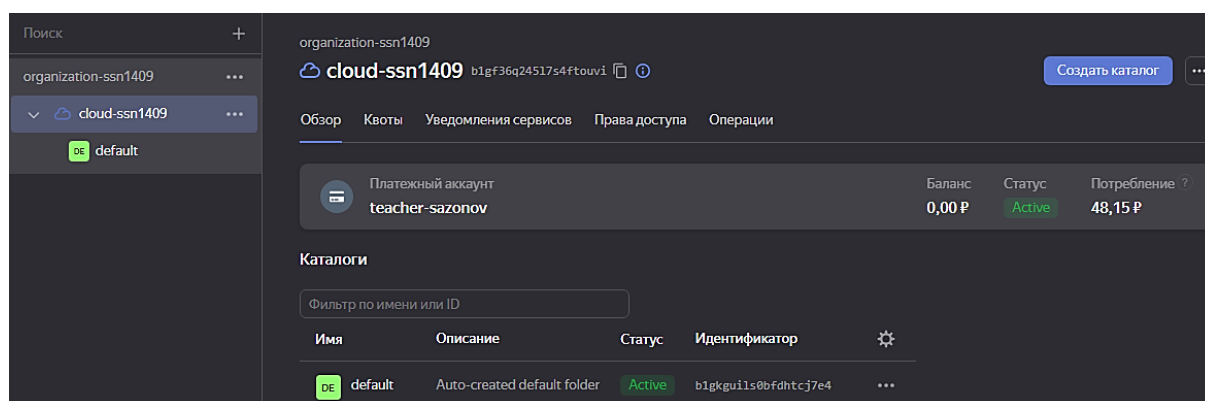 Поиск
organization-ssn1409
cloud-ssn1409
DE default
organization-ssn1409
cloud-ssn1409 b1gf36q24517s4ftouvi
Создать каталог
Обзор Квоты Уведомления сервисов Права доступа Операции
Платежный аккаунт Баланс Статус Потребление ?
teacher-sazonov 0,00 ₽ Active 48,15 ₽
Каталоги
Фильтр по имени или ID
Имя Описание Статус Идентификатор
DE default Auto-created default folder Active b1gkguils0bfdhtcj7e4